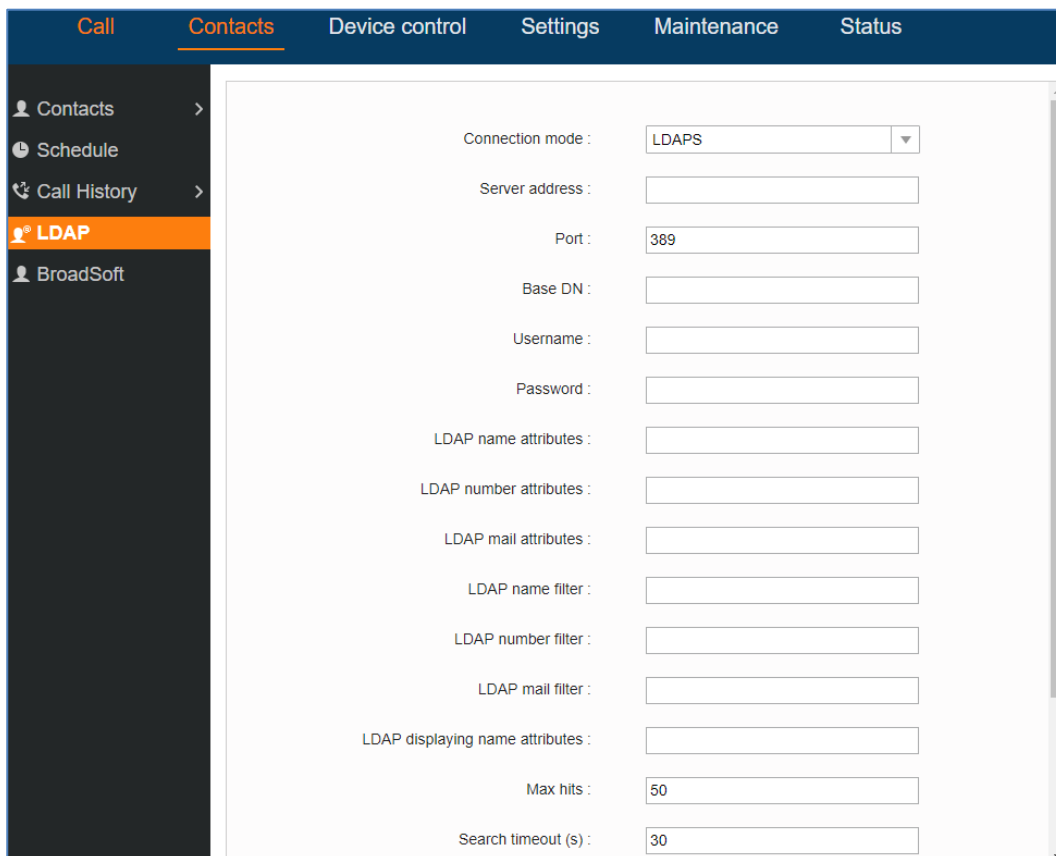 Call Contacts Device control Settings Maintenance Status
Contacts
Schedule
Call History
LDAP
BroadSoft
Connection mode : LDAPS
Server address :
Port : 389
Base DN :
Username :
Password :
LDAP name attributes :
LDAP number attributes :
LDAP mail attributes :
LDAP name filter :
LDAP number filter :
LDAP mail filter :
LDAP displaying name attributes :
Max hits : 50
Search timeout (s) : 30